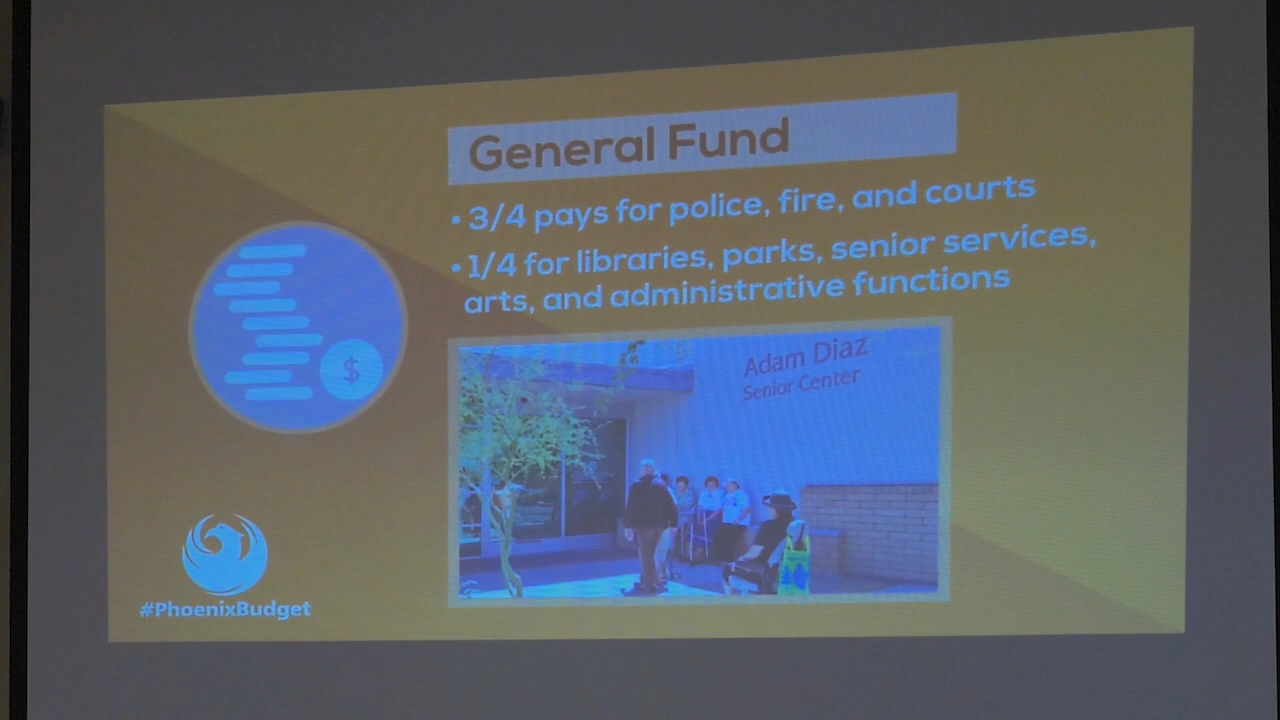 General Fund
• 3/4 pays for police, fire, and courts
• 1/4 for libraries, parks, senior services,
arts, and administrative functions
$
Adam Diaz
Senior Center
#PhoenixBudget